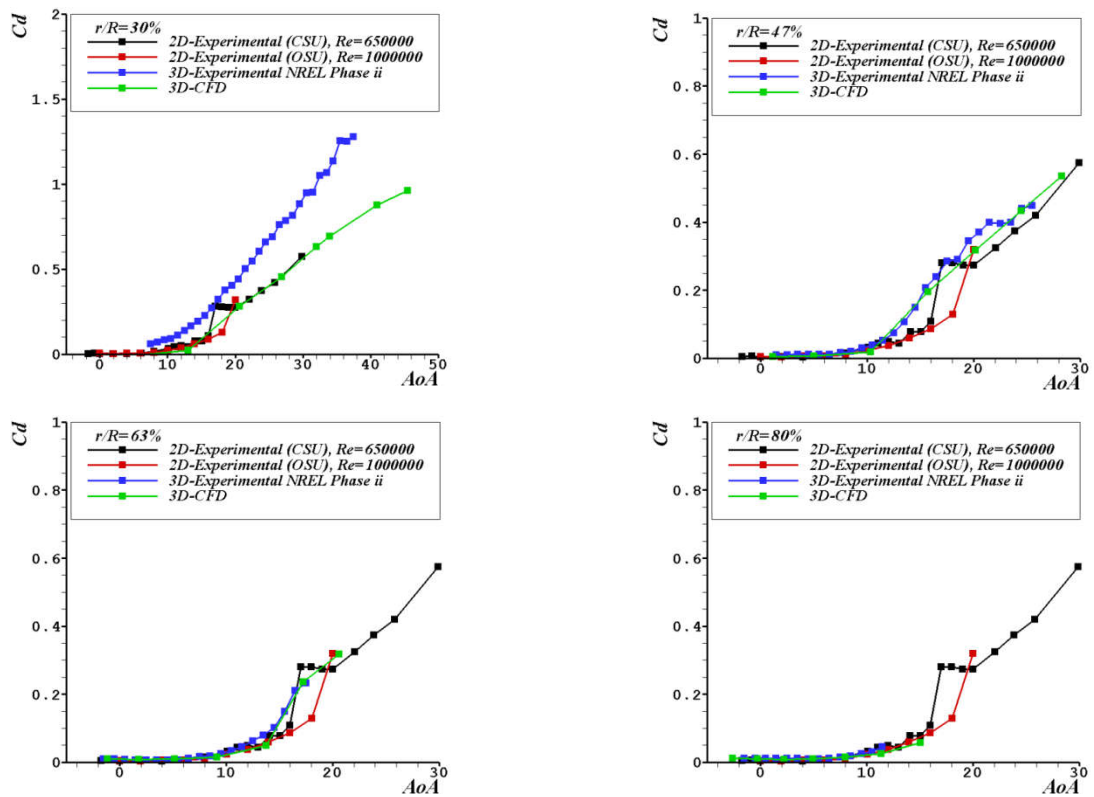 Cd
r/R=30%
2D-Experimental (CSU), Re=650000
2D-Experimental (OSU), Re=1000000
3D-Experimental NREL Phase ii
3D-CFD
2
1.5
1
0.5
0
0 10 20 30 40 50
AoA
Cd
r/R=47%
2D-Experimental (CSU), Re=650000
2D-Experimental (OSU), Re=1000000
3D-Experimental NREL Phase ii
3D-CFD
1
0.8
0.6
0.4
0.2
0
0 10 20 30
AoA
Cd
r/R=63%
2D-Experimental (CSU), Re=650000
2D-Experimental (OSU), Re=1000000
3D-Experimental NREL Phase ii
3D-CFD
1
0.8
0.6
0.4
0.2
0
0 10 20 30
AoA
Cd
r/R=80%
2D-Experimental (CSU), Re=650000
2D-Experimental (OSU), Re=1000000
3D-Experimental NREL Phase ii
3D-CFD
1
0.8
0.6
0.4
0.2
0
0 10 20 30
AoA